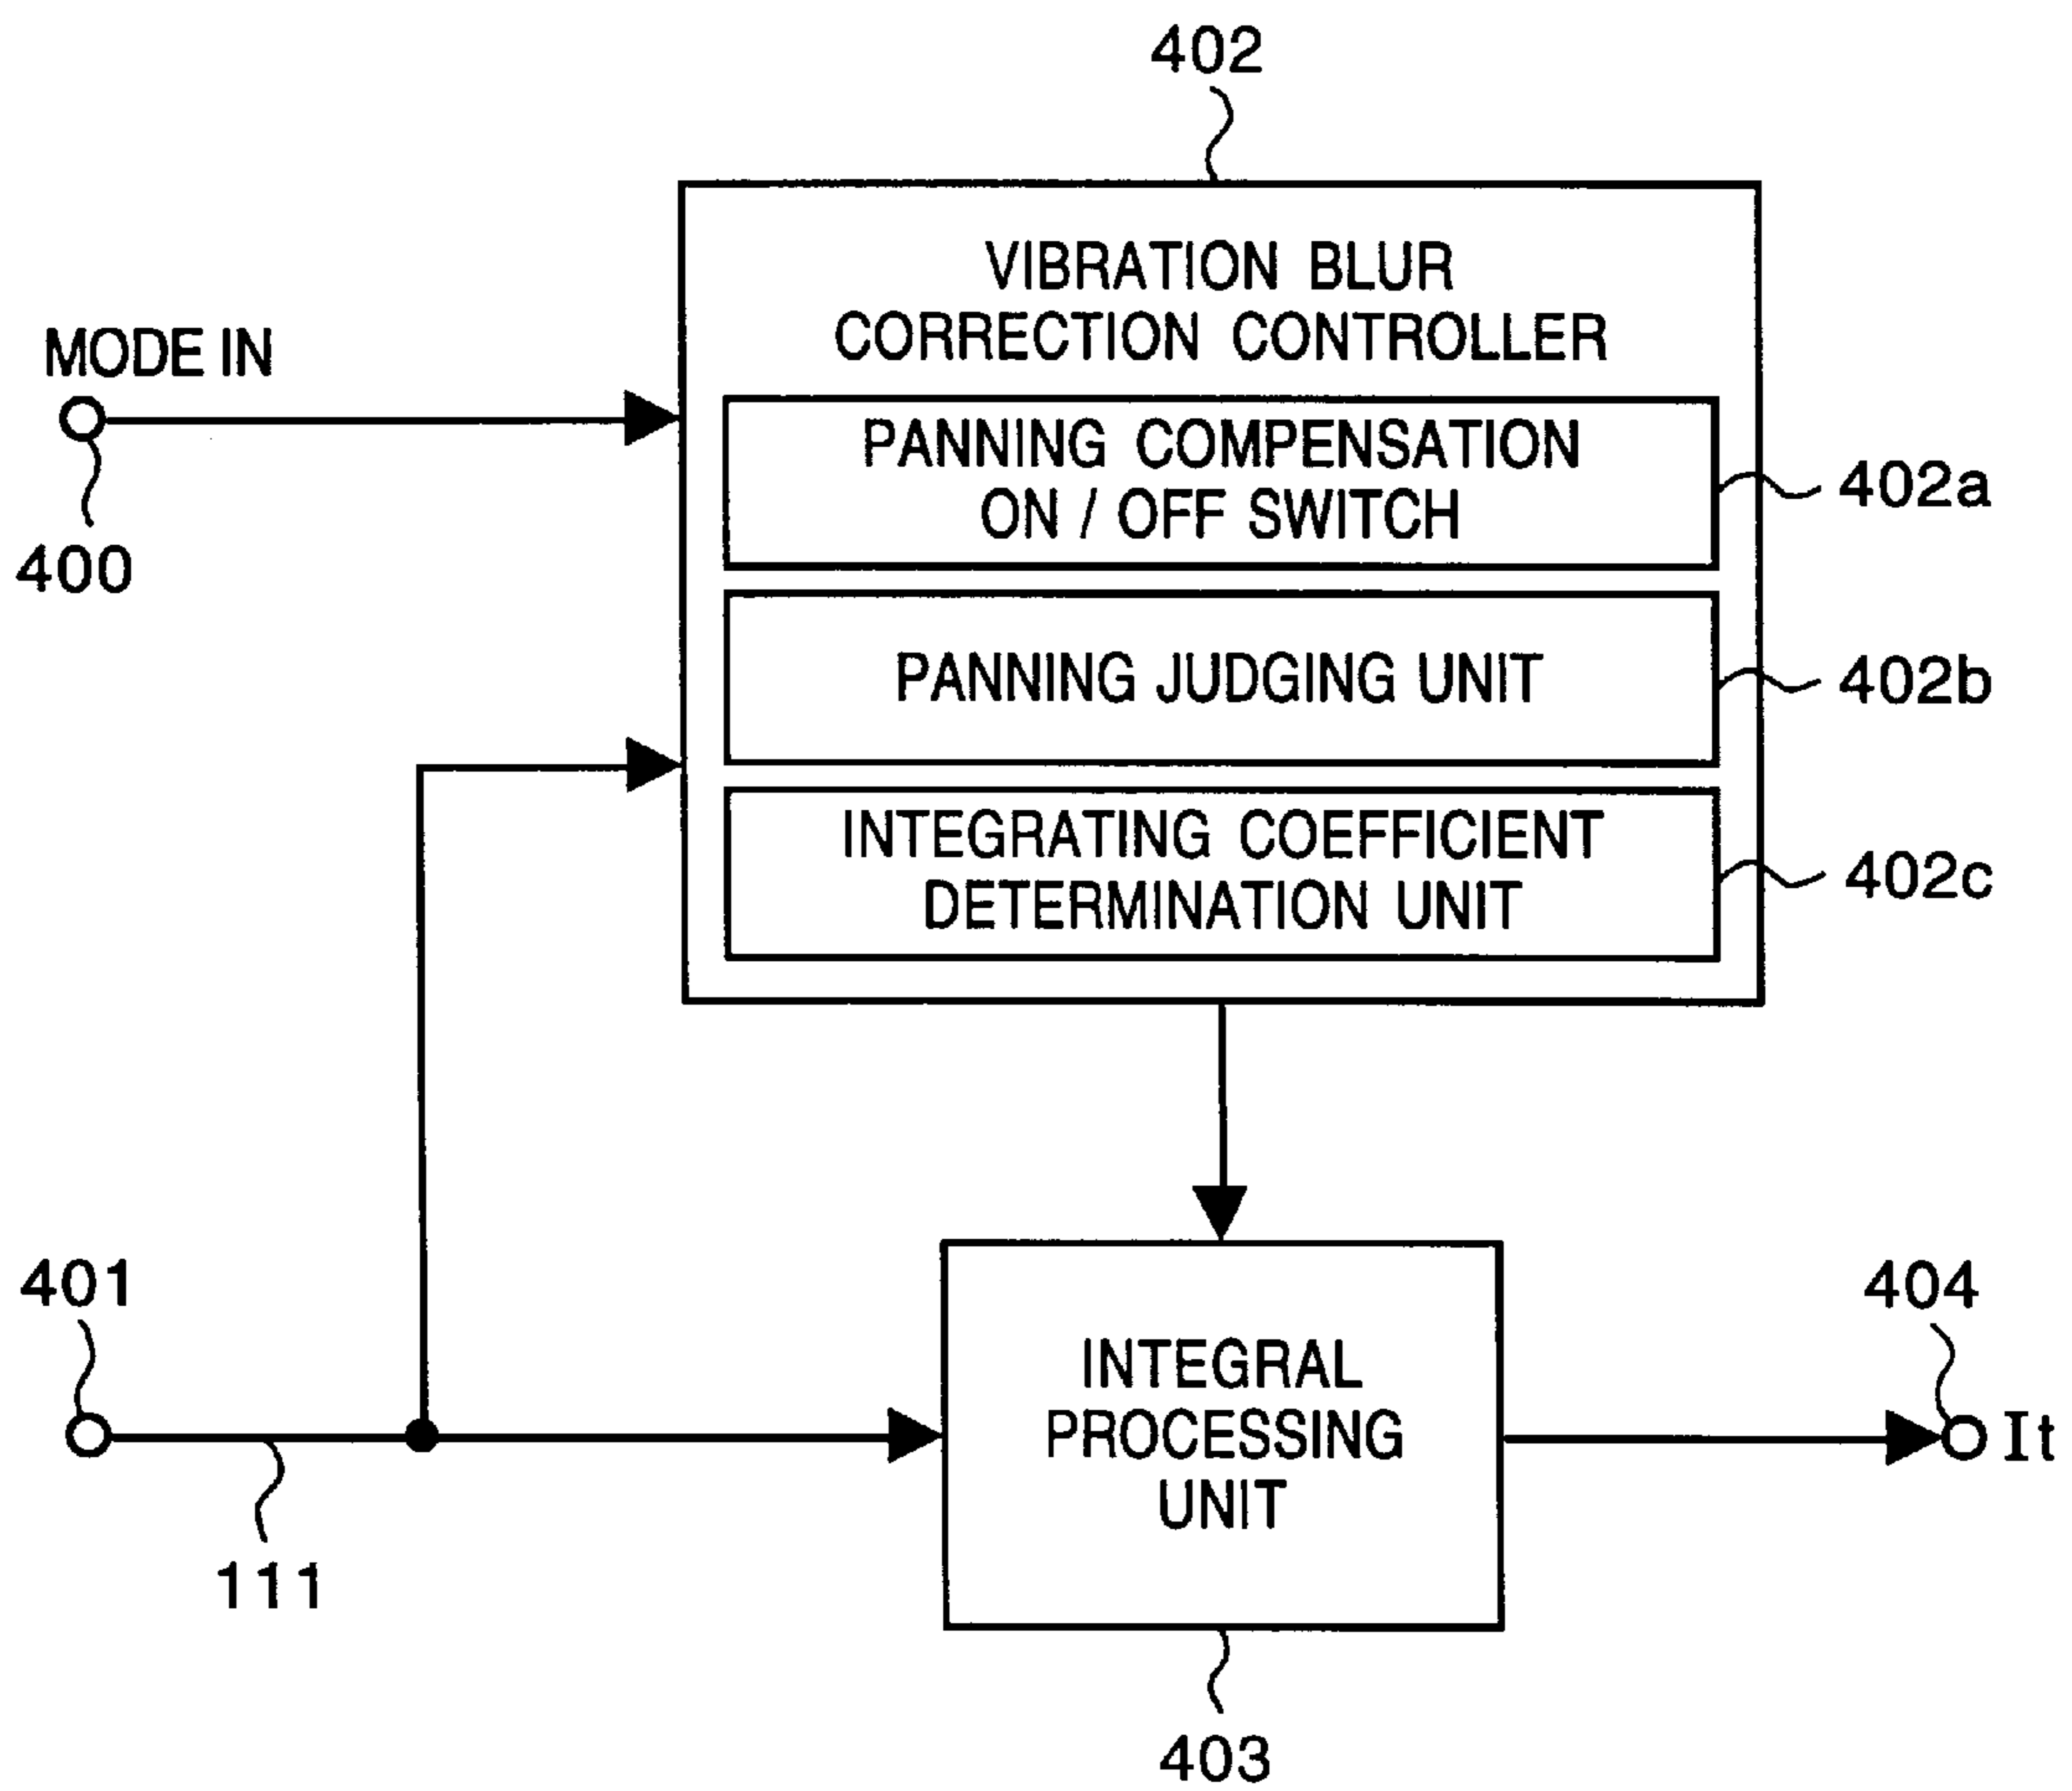 402
VIBRATION BLUR
CORRECTION CONTROLLER
MODE IN
400
PANNING COMPENSATION
ON / OFF SWITCH
402a
PANNING JUDGING UNIT
402b
INTEGRATING COEFFICIENT
DETERMINATION UNIT
402c
401
111
INTEGRAL
PROCESSING
UNIT
403
404
It